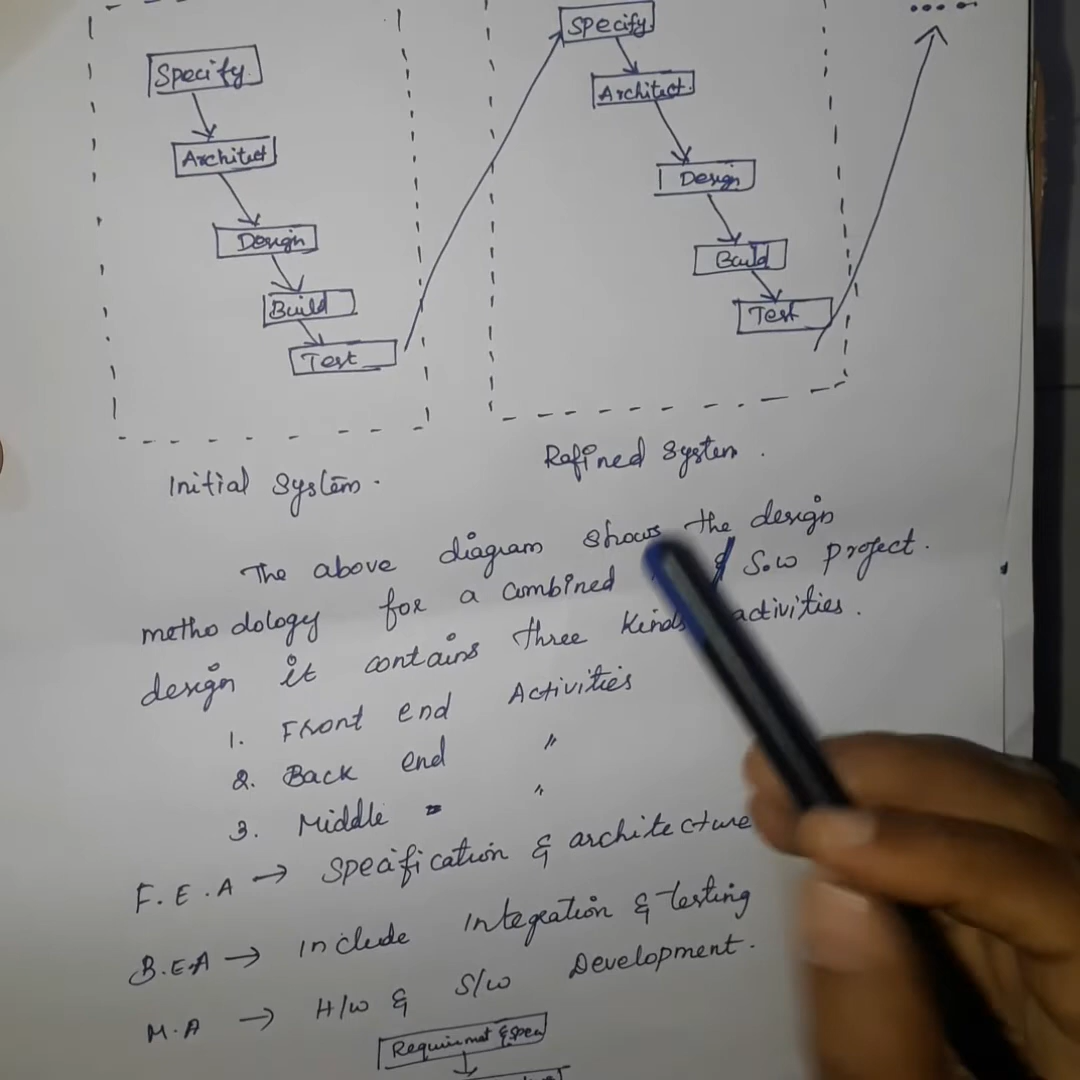 Specify
Architect
Design
Build
Test
Specify
Architect.
Design
Build
Test
Initial System.
Refined System.
The above diagram shows the design
methodology for a combined & S.w project.
design it contains three kinds activities.
1. Front end Activities
2. Back end "
3. Middle - "
F.E.A → Specification & architecture
B.E.A → Include Integration & testing
M.A → H/w & S/w Development.